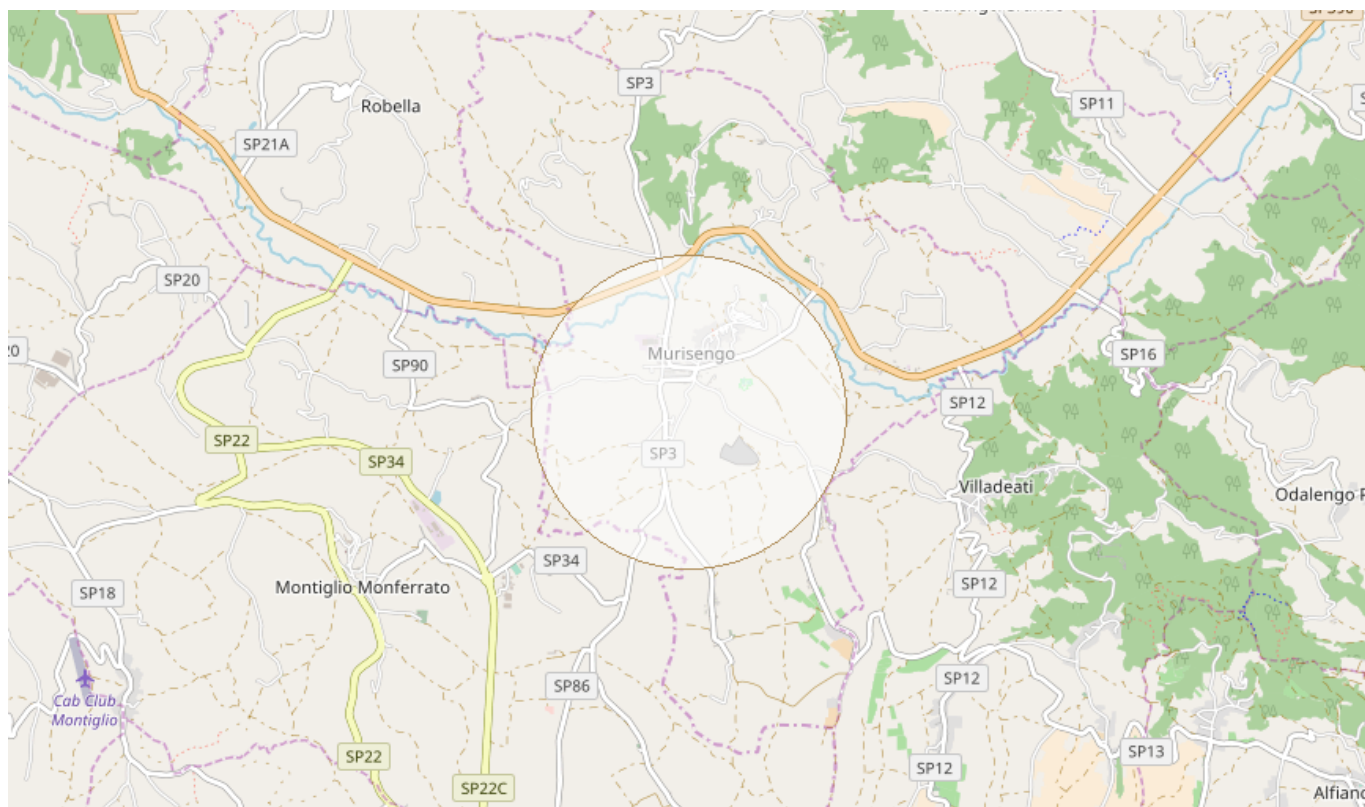 SP3
SP11
Robella
SP21A
SP20
20
Murisengo
SP16
SP90
SP12
SP22
SP34
SP3
Villadeati
Odalengo P
SP34
Montiglio Monferrato
SP12
SP18
SP86
SP12
Cab Club
Montiglio
SP22
SP13
SP12
SP22C
Alfiano